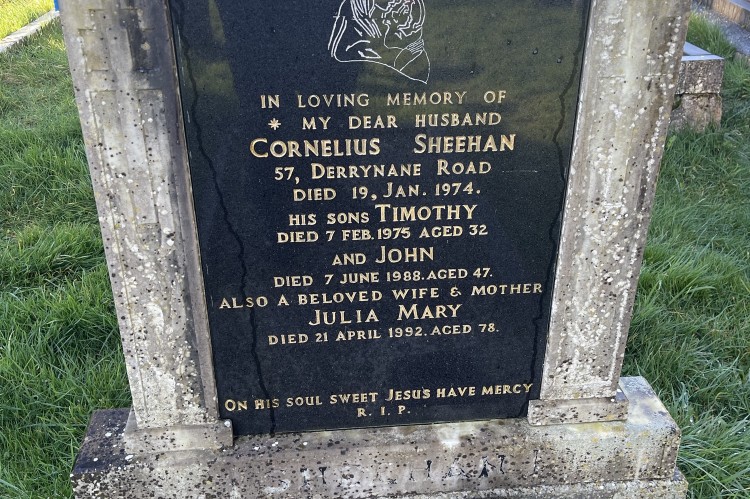 IN LOVING MEMORY OF
* MY DEAR HUSBAND
CORNELIUS SHEEHAN
57, DERRYNANE ROAD
DIED 19, JAN. 1974.
HIS SONS TIMOTHY
DIED 7 FEB. 1975 AGED 32
AND JOHN
DIED 7 JUNE 1988. AGED 47.
ALSO A BELOVED WIFE & MOTHER
JULIA MARY
DIED 21 APRIL 1992. AGED 78.
ON HIS SOUL SWEET JESUS HAVE MERCY
R. I. P.
SHEEHAN